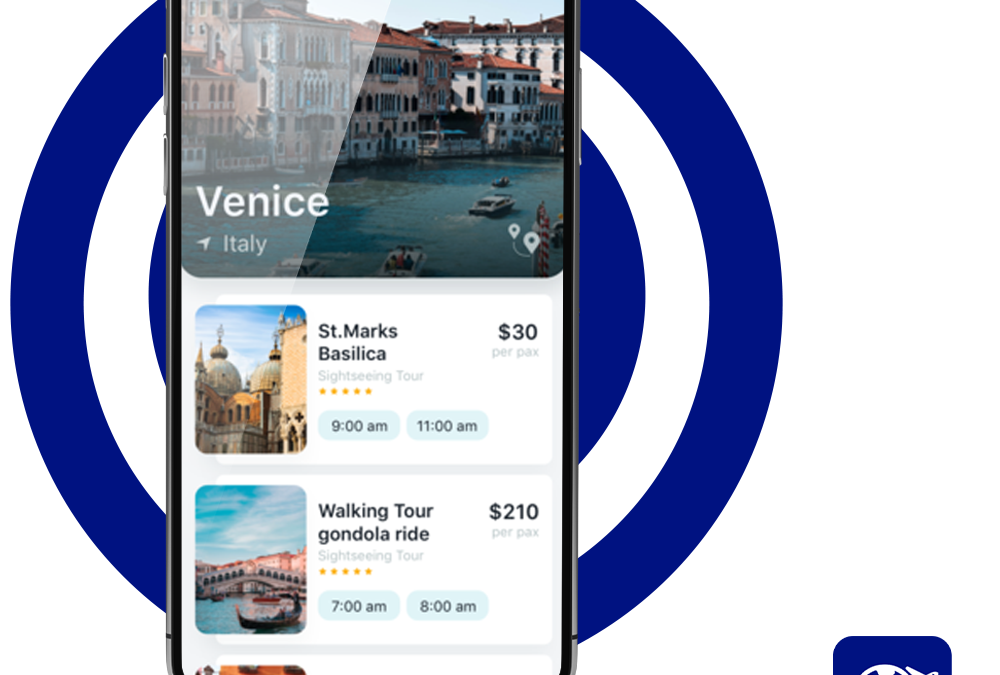 Venice
Italy
St.Marks
Basilica
$30
per pax
Sightseeing Tour
9:00 am 11:00 am
Walking Tour
gondola ride
$210
per pax
Sightseeing Tour
7:00 am 8:00 am